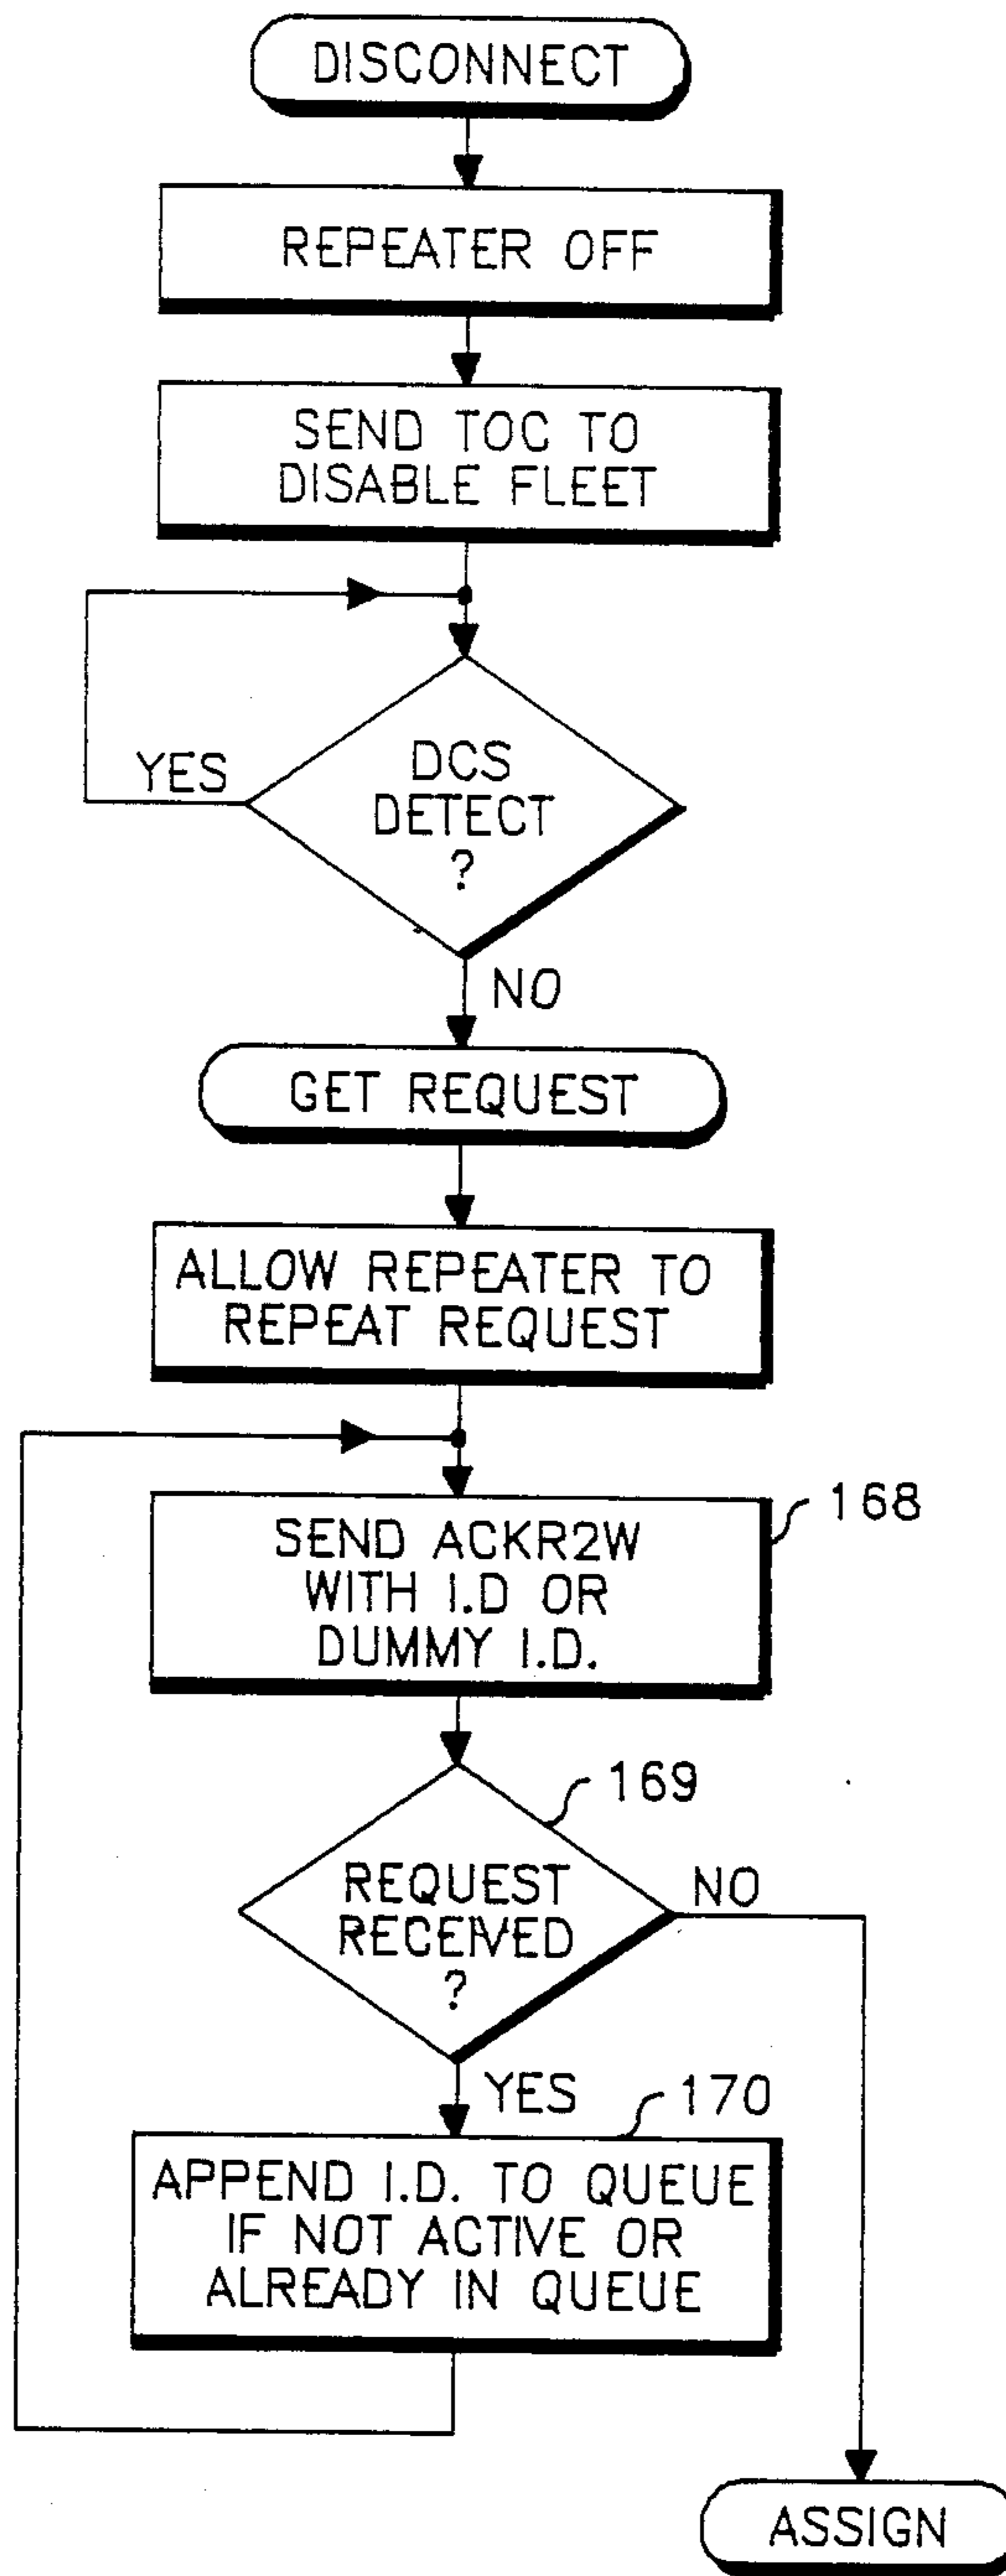 DISCONNECT
REPEATER OFF
SEND TOC TO
DISABLE FLEET
YES
DCS
DETECT
?
NO
GET REQUEST
ALLOW REPEATER TO
REPEAT REQUEST
168
SEND ACKR2W
WITH I.D OR
DUMMY I.D.
169
REQUEST
RECEIVED
?
NO
YES
170
APPEND I.D. TO QUEUE
IF NOT ACTIVE OR
ALREADY IN QUEUE
ASSIGN